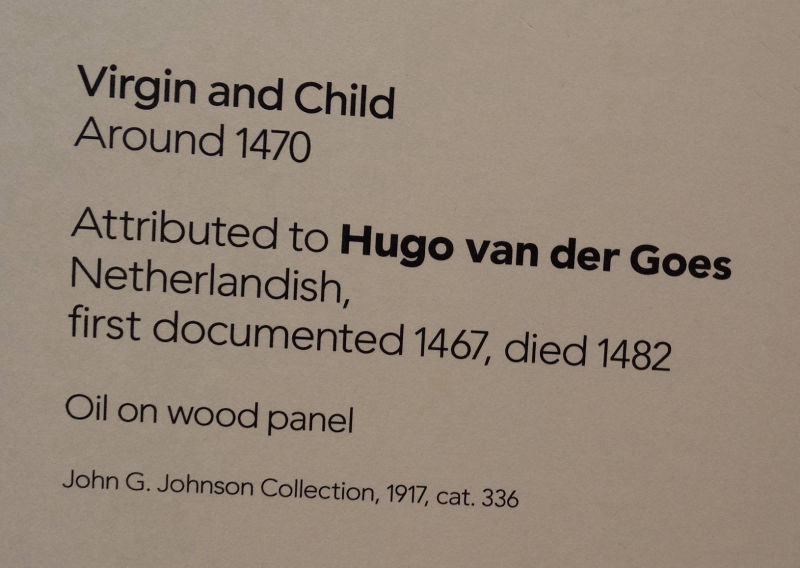 Virgin and Child
Around 1470
Attributed to Hugo van der Goes
Netherlandish,
first documented 1467, died 1482
Oil on wood panel
John G. Johnson Collection, 1917, cat. 336